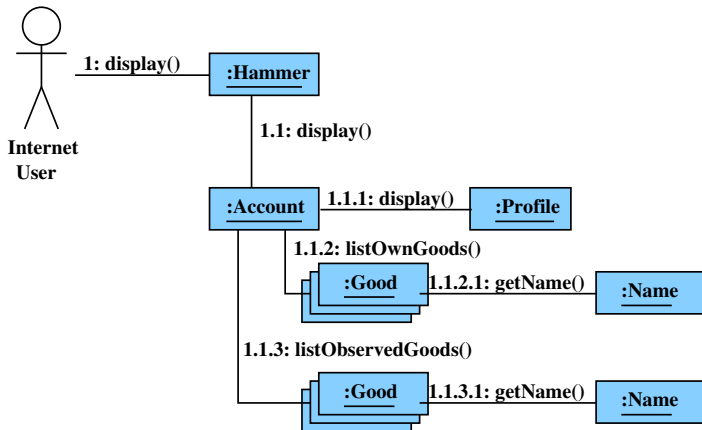 1: display()
:Hammer
Internet
User
1.1: display()
:Account
1.1.1: display()
:Profile
1.1.2: listOwnGoods()
:Good
1.1.2.1: getName()
:Name
1.1.3: listObservedGoods()
:Good
1.1.3.1: getName()
:Name